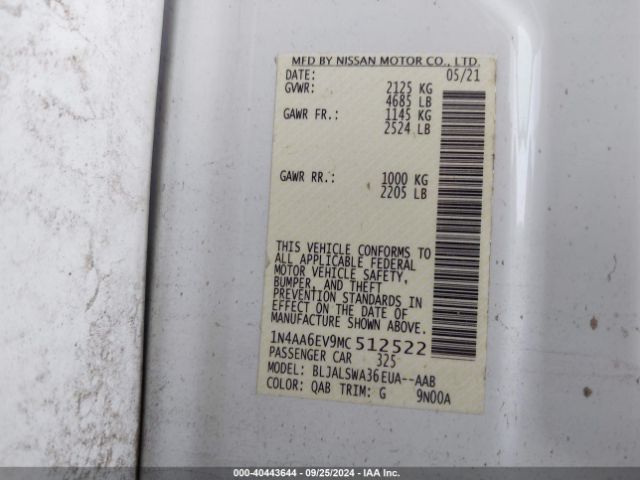 MFD BY NISSAN MOTOR CO., LTD.
DATE: 05/21
GVWR: 2125 KG
4685 LB
GAWR FR.: 1145 KG
2524 LB
GAWR RR.: 1000 KG
2205 LB
THIS VEHICLE CONFORMS TO
ALL APPLICABLE FEDERAL
MOTOR VEHICLE SAFETY,
BUMPER, AND THEFT
PREVENTION STANDARDS IN
EFFECT ON THE DATE OF
MANUFACTURE SHOWN ABOVE.
1N4AA6EV9MC512522
PASSENGER CAR 325
MODEL: BLJALSWA36EUA--AAB
COLOR: QAB TRIM: G 9N00A
000-40443644 - 09/25/2024 - IAA Inc.